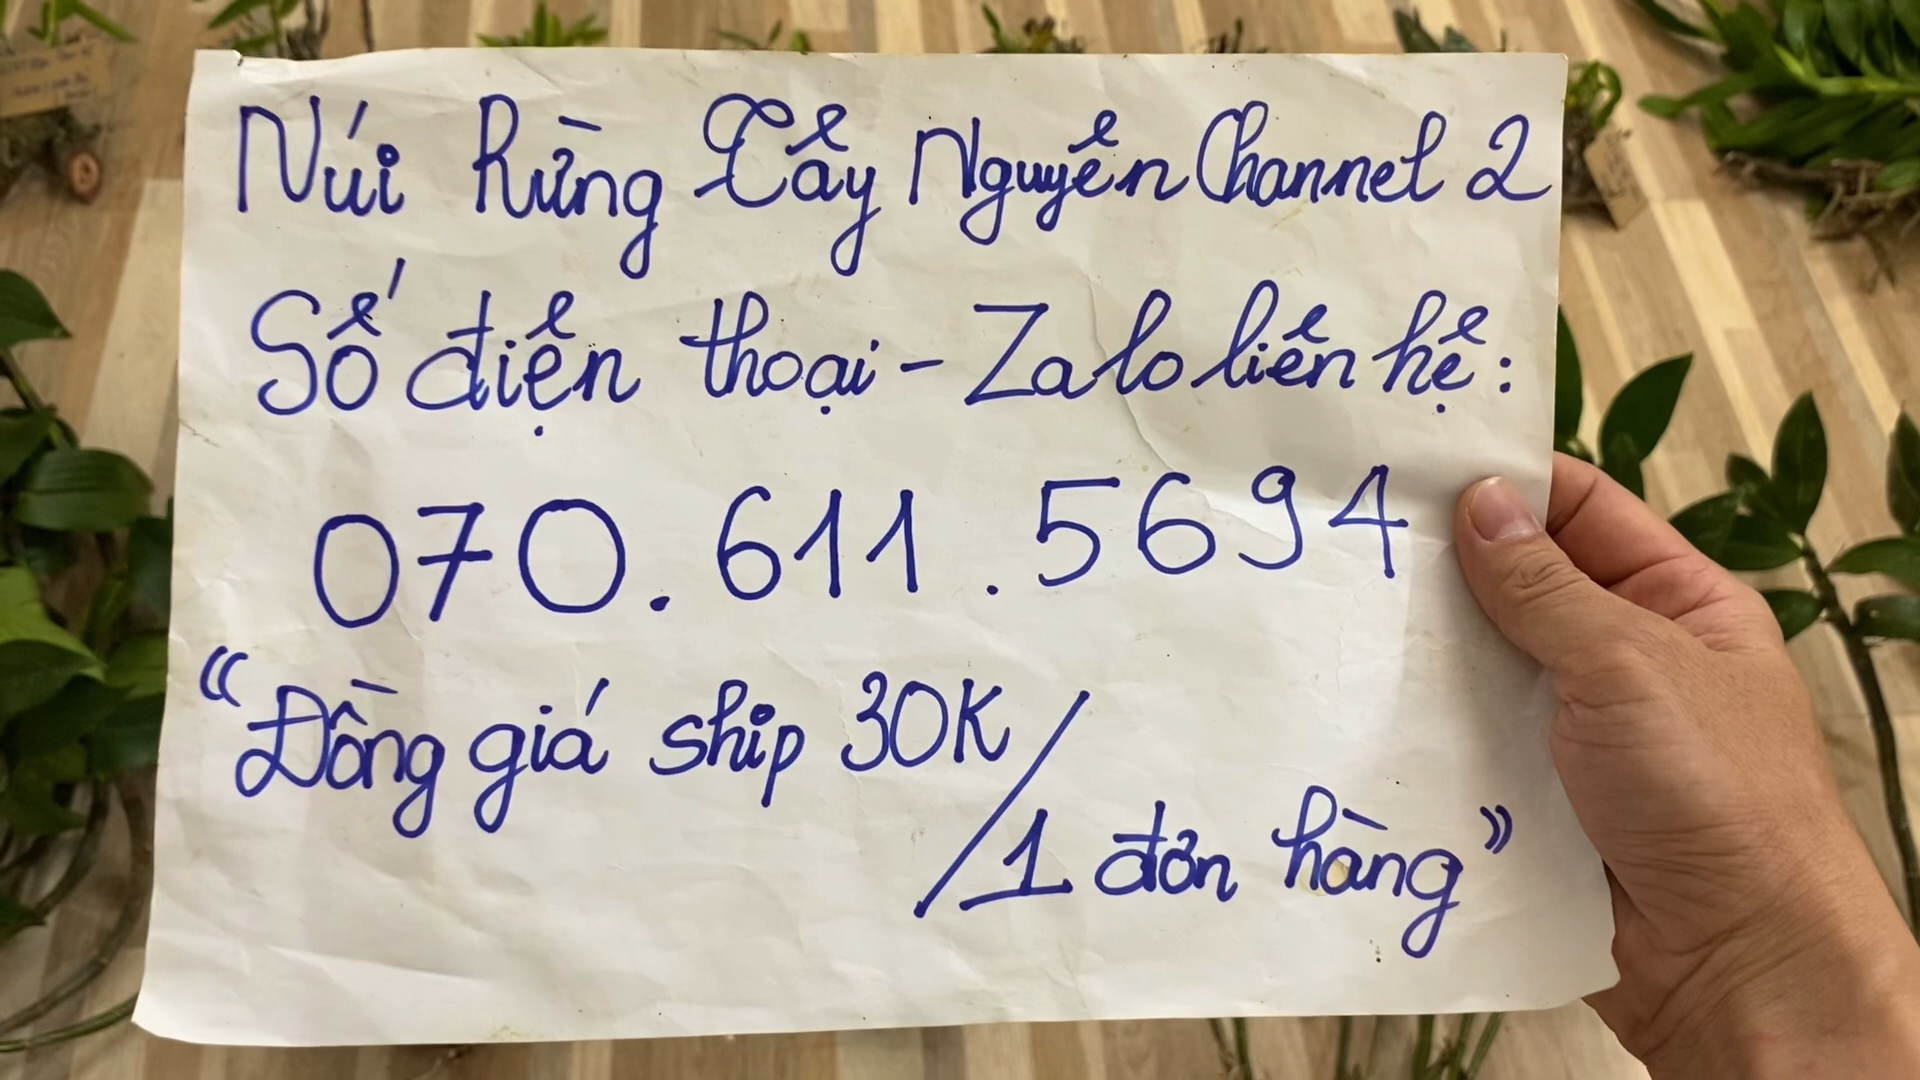 Núi Rừng Tây Nguyên Channel 2
Số điện thoại - Zalo liên hệ:
070.611.5694
“Đồng giá ship 30K
/1 đơn hàng”